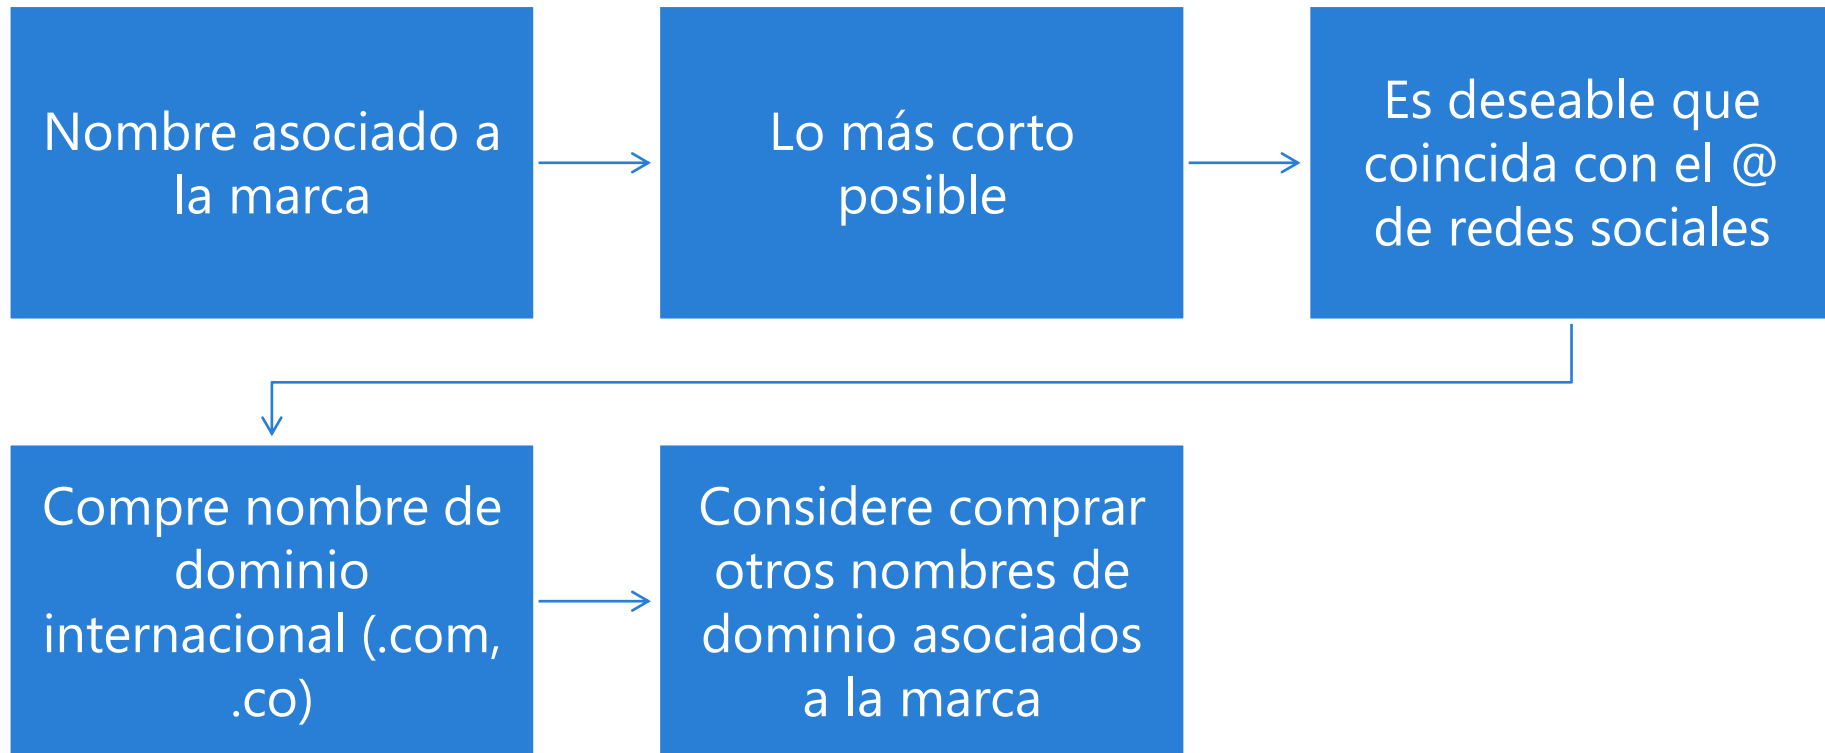 Nombre asociado a
la marca
Lo más corto
posible
Es deseable que
coincida con el @
de redes sociales
Compre nombre de
dominio
internacional (.com,
.co)
Considere comprar
otros nombres de
dominio asociados
a la marca